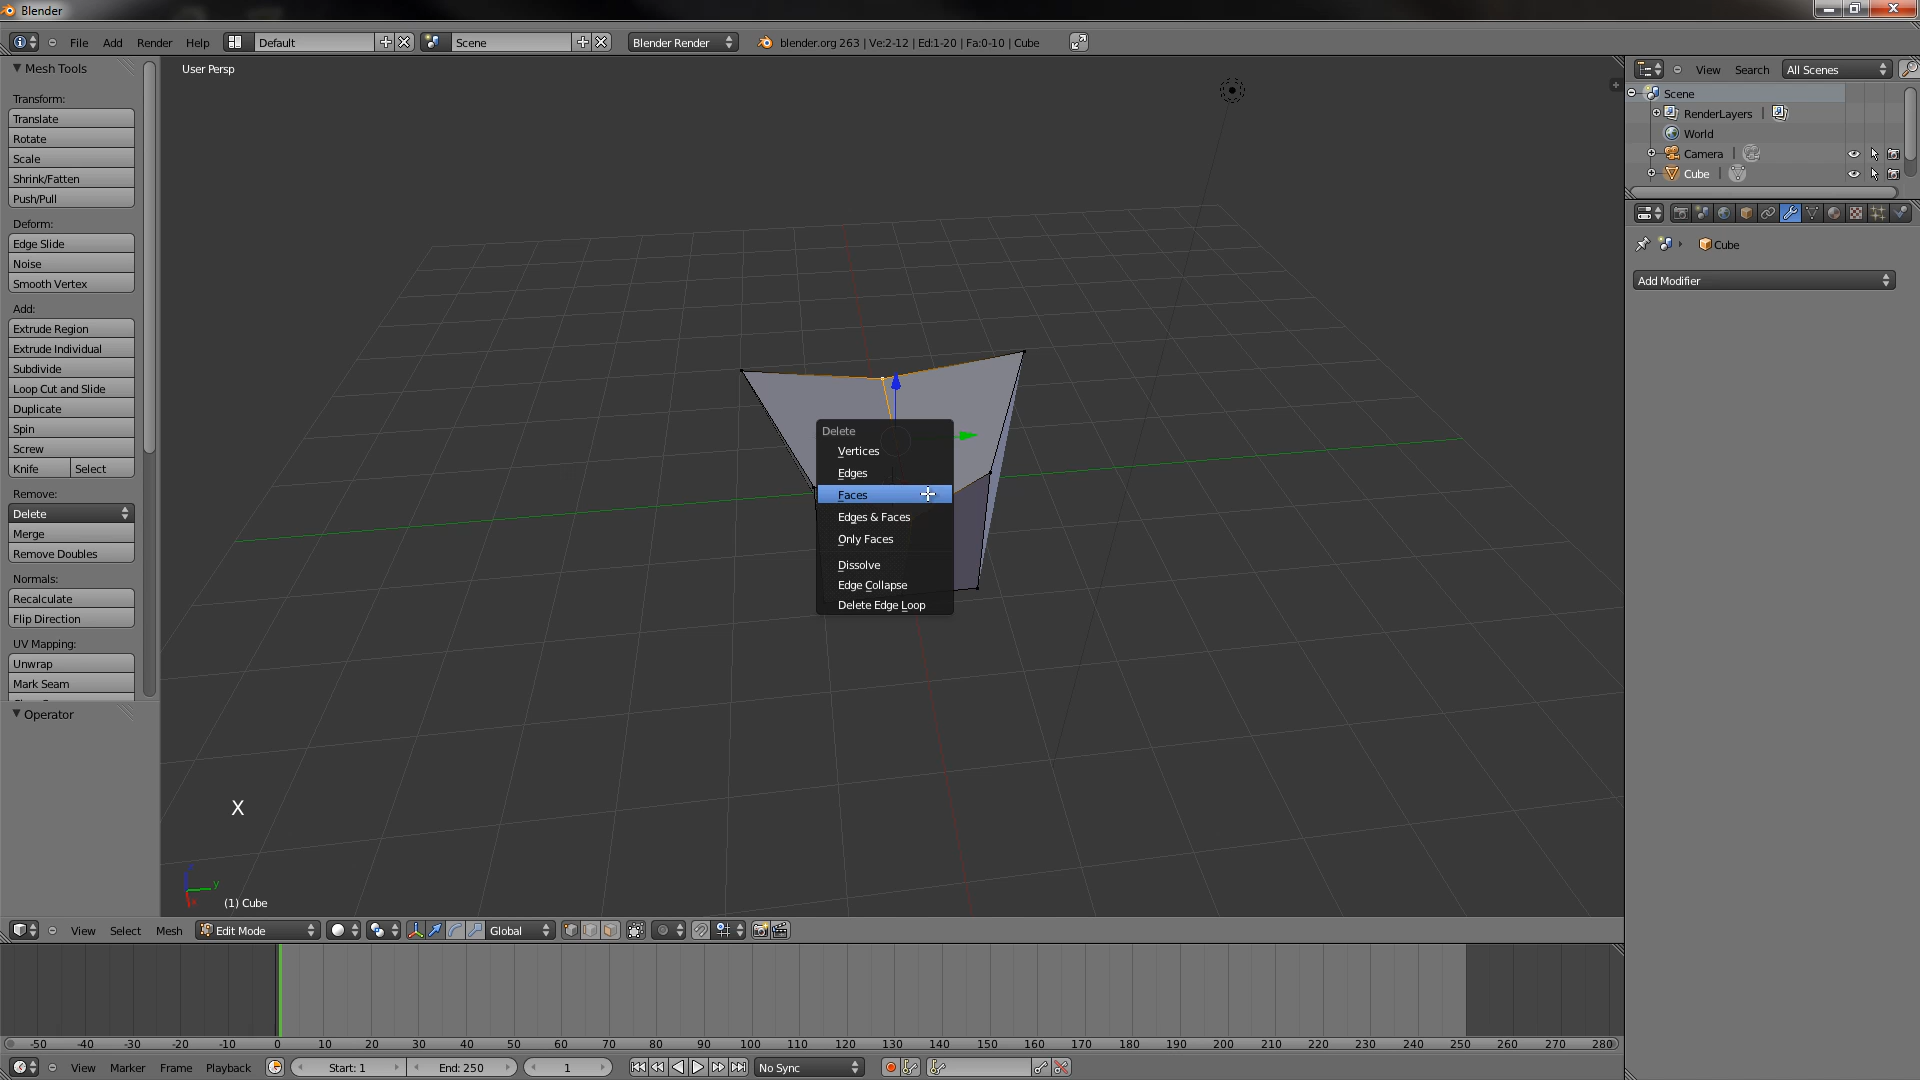 Blender
File Add Render Help Default Scene Blender Render blender.org 263 | Ve:2-12 | Ed:1-20 | Fa:0-10 | Cube
Mesh Tools
Transform:
Translate
Rotate
Scale
Shrink/Fatten
Push/Pull
Deform:
Edge Slide
Noise
Smooth Vertex
Add:
Extrude Region
Extrude Individual
Subdivide
Loop Cut and Slide
Duplicate
Spin
Screw
Knife Select
Remove:
Delete
Merge
Remove Doubles
Normals:
Recalculate
Flip Direction
UV Mapping:
Unwrap
Mark Seam
Operator
User Persp
Delete
Vertices
Edges
Faces
Edges & Faces
Only Faces
Dissolve
Edge Collapse
Delete Edge Loop
X
y
(1) Cube
View Search All Scenes
Scene
RenderLayers |
World
Camera |
Cube |
Cube
Add Modifier
View Select Mesh Edit Mode Global
-50 -40 -30 -20 -10 0 10 20 30 40 50 60 70 80 90 100 110 120 130 140 150 160 170 180 190 200 210 220 230 240 250 260 270 280
View Marker Frame Playback Start: 1 End: 250 1 No Sync